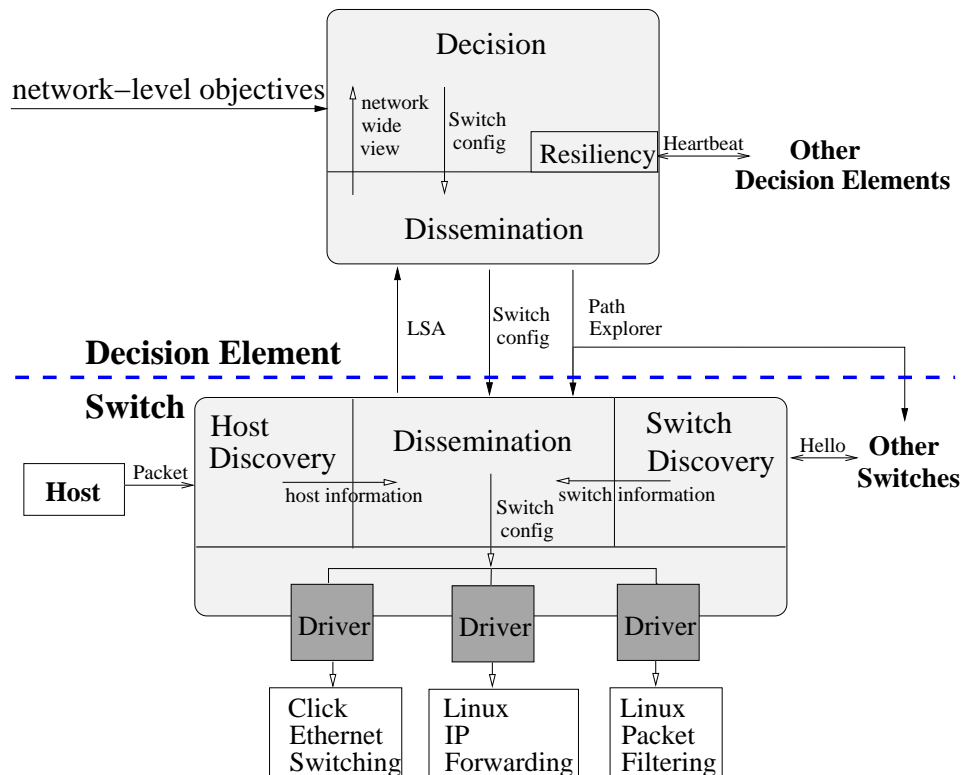 Decision
network–level objectives
network
wide
view
Switch
config
Resiliency
Heartbeat
Other
Decision Elements
Dissemination
LSA
Switch
config
Path
Explorer
Decision Element
Switch
Host
Discovery
Dissemination
Switch
Discovery
Hello
Other
Switches
Host
Packet
host information
switch information
Switch
config
Driver
Driver
Driver
Click
Ethernet
Switching
Linux
IP
Forwarding
Linux
Packet
Filtering